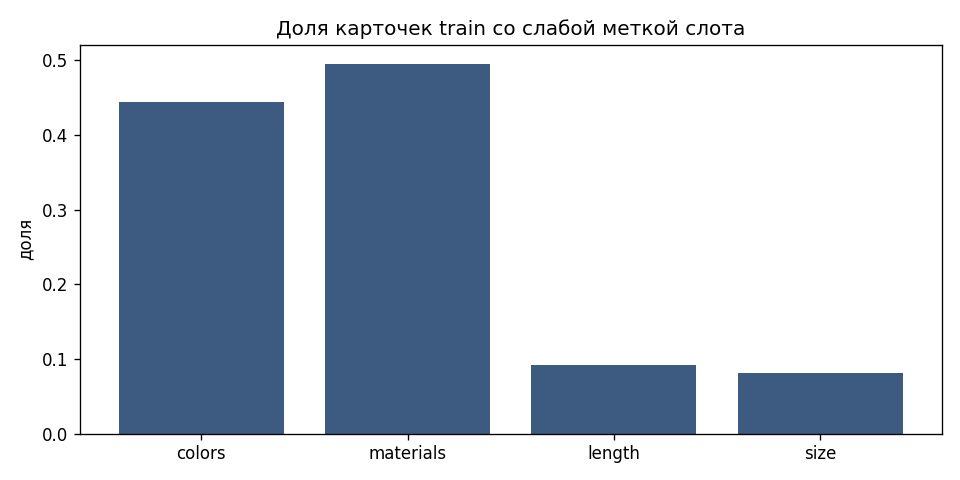 Доля карточек train со слабой меткой слота
доля
0.5
0.4
0.3
0.2
0.1
0.0
colors materials length size